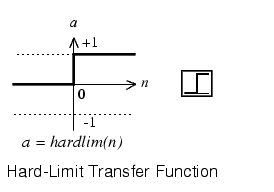 a
+1
n
0
-1
a = hardlim(n)
Hard-Limit Transfer Function